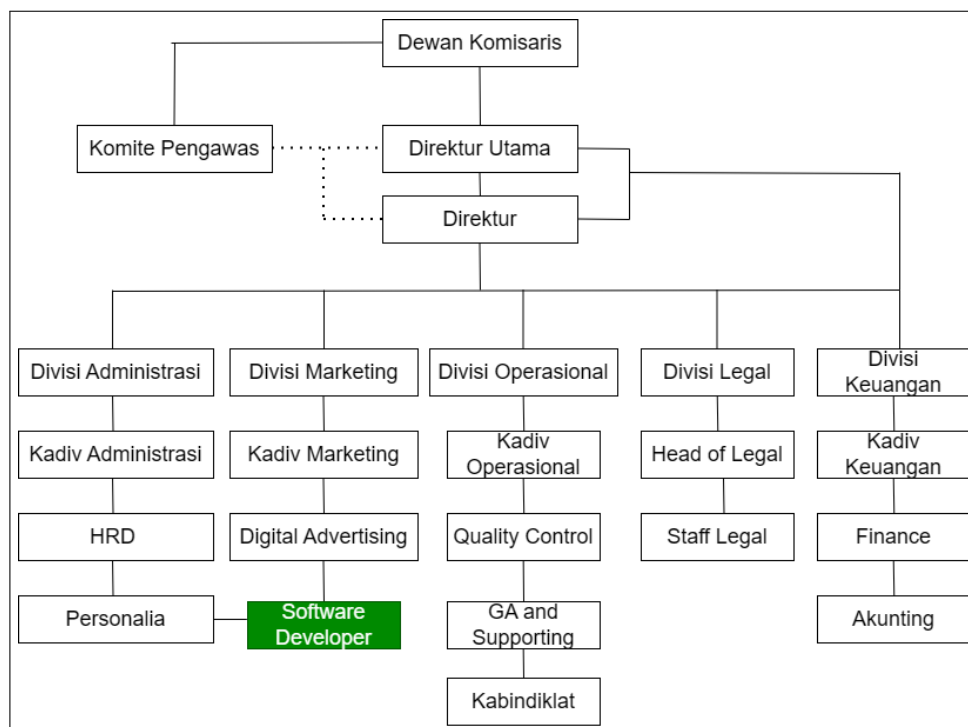 Dewan Komisaris
Komite Pengawas
Direktur Utama
Direktur
Divisi Administrasi
Divisi Marketing
Divisi Operasional
Divisi Legal
Divisi
Keuangan
Kadiv Administrasi
Kadiv Marketing
Kadiv
Operasional
Head of Legal
Kadiv
Keuangan
HRD
Digital Advertising
Quality Control
Staff Legal
Finance
Personalia
Software
Developer
GA and
Supporting
Akunting
Kabindiklat